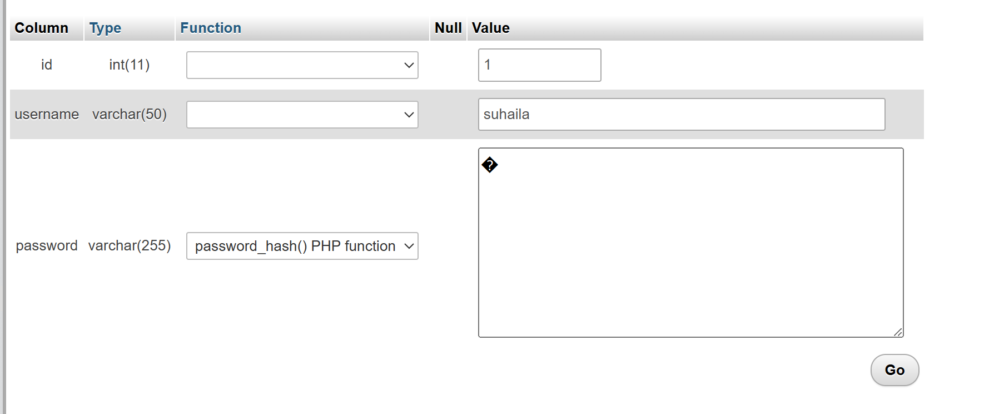 Column Type Function Null Value
id int(11) 1
username varchar(50) suhaila
�
password varchar(255) password_hash() PHP function
Go